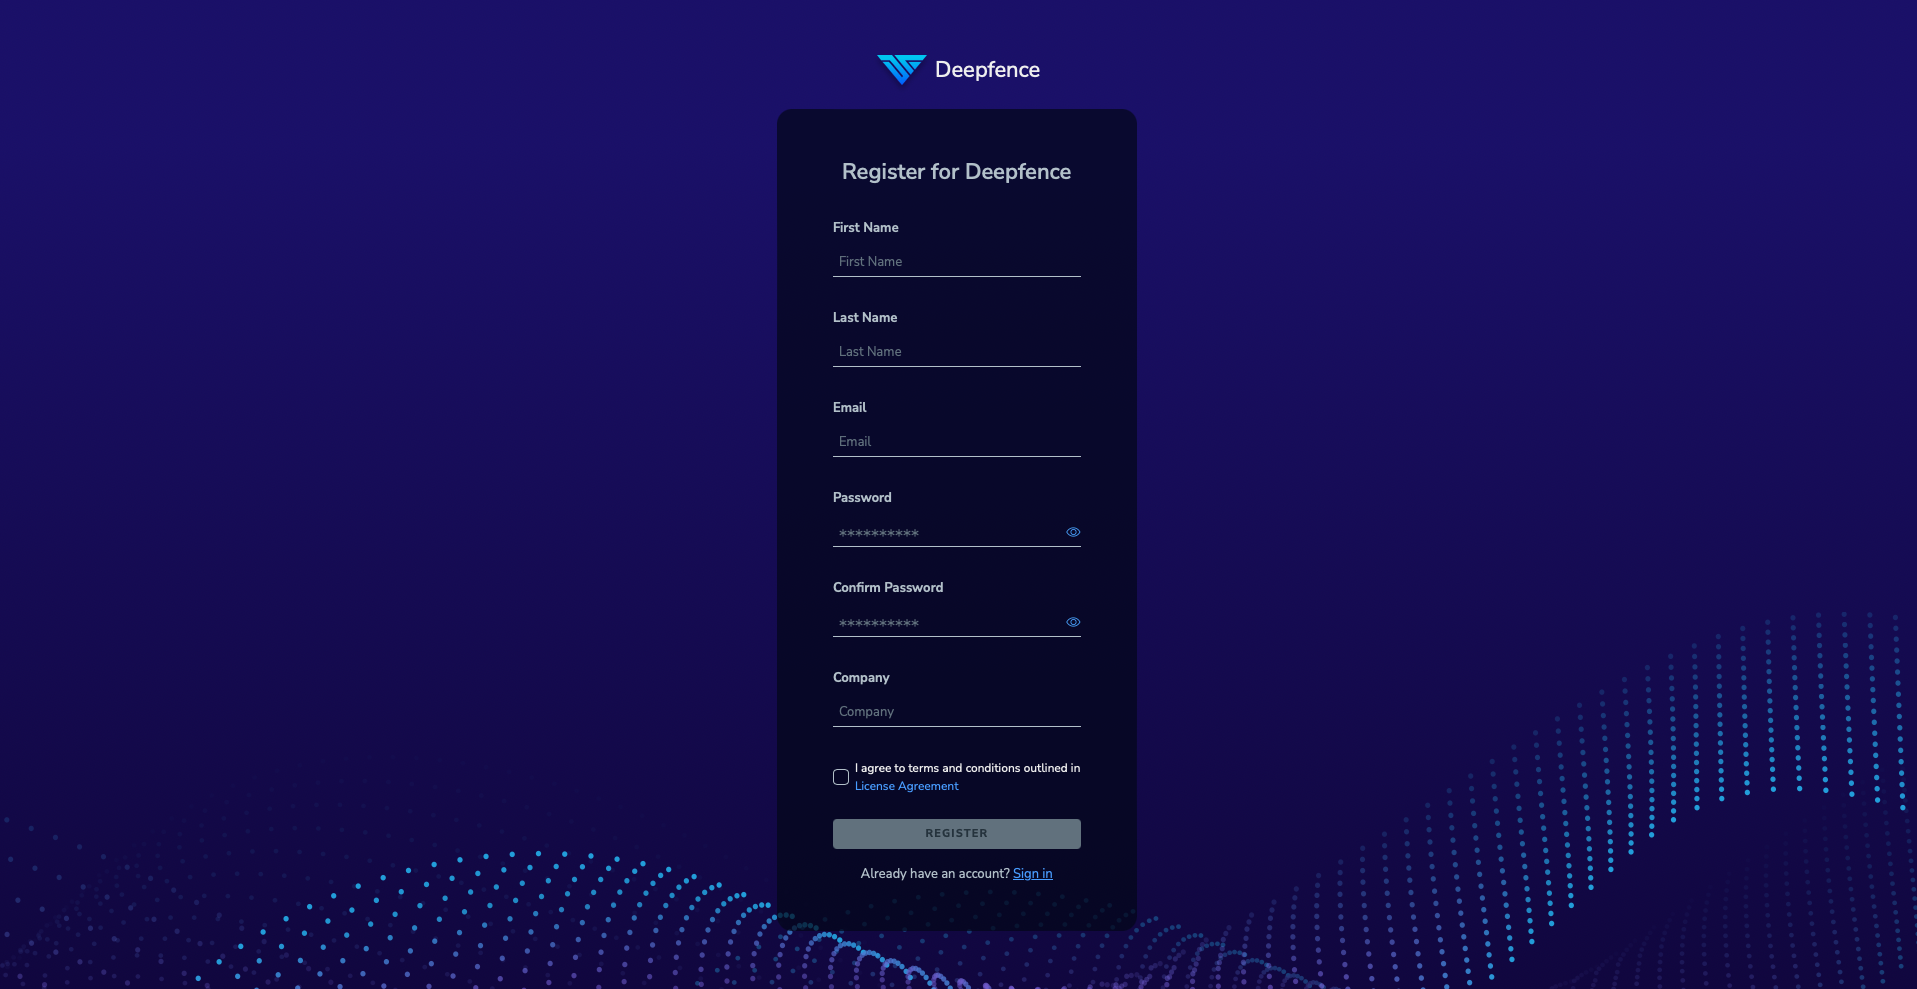 Deepfence
Register for Deepfence
First Name
First Name
Last Name
Last Name
Email
Email
Password
**********
Confirm Password
**********
Company
Company
I agree to terms and conditions outlined in
License Agreement
REGISTER
Already have an account? Sign in